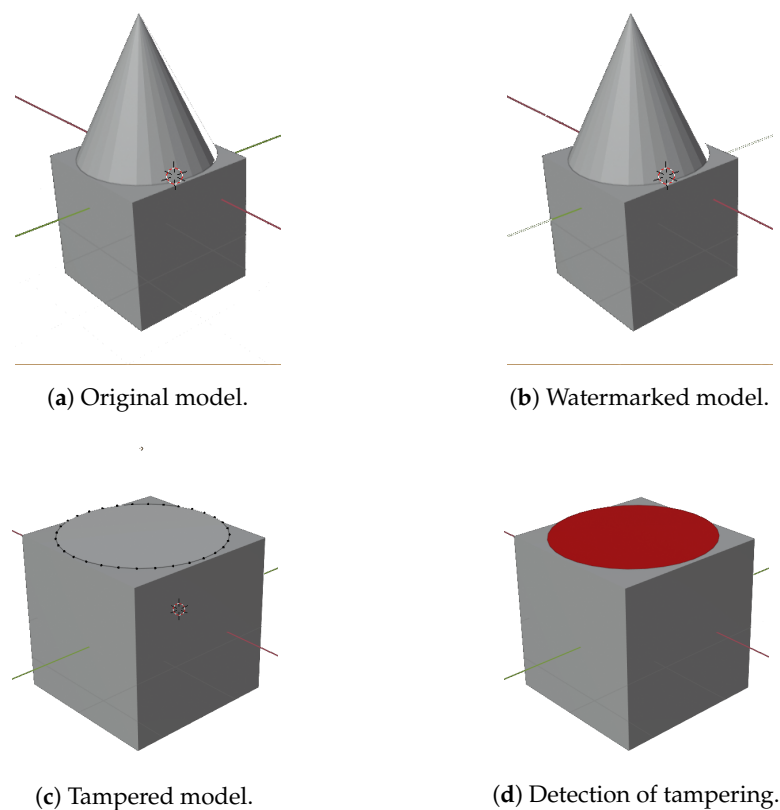 (a) Original model.
(b) Watermarked model.
(c) Tampered model.
(d) Detection of tampering.